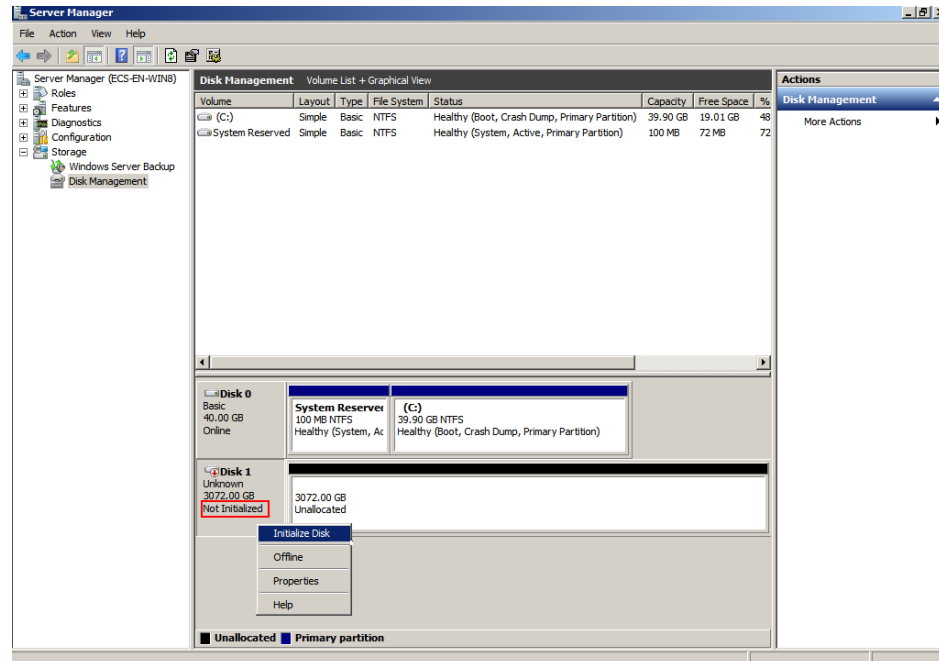 Server Manager
File Action View Help
Server Manager (ECS-EN-WIN8)
Roles
Features
Diagnostics
Configuration
Storage
Windows Server Backup
Disk Management
Disk Management Volume List + Graphical View
Volume Layout Type File System Status Capacity Free Space %
(C:) Simple Basic NTFS Healthy (Boot, Crash Dump, Primary Partition) 39.90 GB 19.01 GB 48
System Reserved Simple Basic NTFS Healthy (System, Active, Primary Partition) 100 MB 72 MB 72
Disk 0
Basic
40.00 GB
Online
System Reserve
100 MB NTFS
Healthy (System, Ac
(C:)
39.90 GB NTFS
Healthy (Boot, Crash Dump, Primary Partition)
Disk 1
Unknown
3072.00 GB
Not Initialized
3072.00 GB
Unallocated
Initialize Disk
Offline
Properties
Help
Unallocated Primary partition
Actions
Disk Management
More Actions